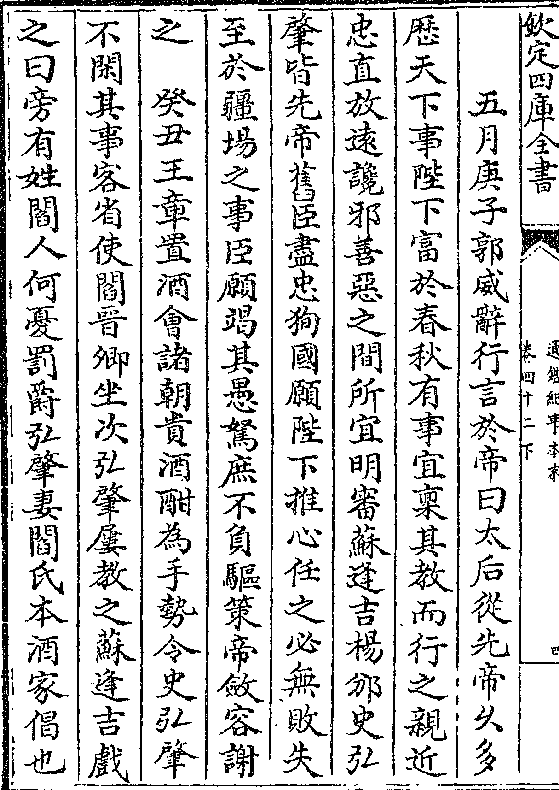 欽定四庫全書
通鑑紀事本末
卷四十二下
四
五月庚子郭威辭行言於帝曰太后從先帝乆多
歴天下事陛下富於春秋有事宜禀其教而行之親近
忠直放逺讒邪善惡之間所宜明審蘇逢吉楊邠史弘
肇皆先帝舊臣盡忠狥國願陛下推心任之必無敗失
至於疆場之事臣願竭其愚駑庶不負驅策帝斂容謝
之　癸丑王章置酒會諸朝貴酒酣為手勢令史弘肇
不閑其事客省使閻晉卿坐次弘肇屢教之蘇逢吉戲
之曰旁有姓閻人何憂罰爵弘肇妻閻氏本酒家倡也